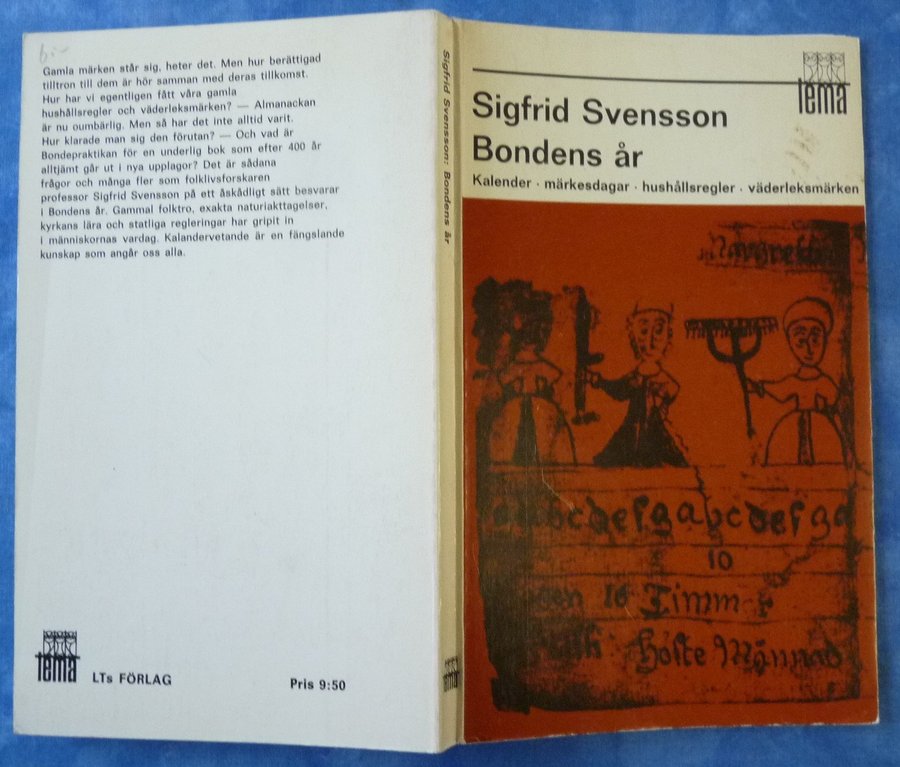 6:-
Gamla märken står sig, heter det. Men hur berättigad
tilltron till dem är hör samman med deras tillkomst.
Hur har vi egentligen fått våra gamla
hushållsregler och väderleksmärken? — Almanackan
är nu oumbärlig. Men så har det inte alltid varit.
Hur klarade man sig den förutan? — Och vad är
Bondepraktikan för en underlig bok som efter 400 år
alltjämt går ut i nya upplagor? Det är sådana
frågor och många fler som folklivsforskaren
professor Sigfrid Svensson på ett åskådligt sätt besvarar
i Bondens år. Gammal folktro, exakta naturiakttagelser,
kyrkans lära och statliga regleringar har gripit in
i människornas vardag. Kalandervetande är en fängslande
kunskap som angår oss alla.
tema
LTs FÖRLAG
Pris 9:50
Sigfrid Svensson: Bondens år
tema
tema
Sigfrid Svensson
Bondens år
Kalender · märkesdagar · hushållsregler · väderleksmärken
abcdefgabcdefga
10
16 Timm
höste Månnad